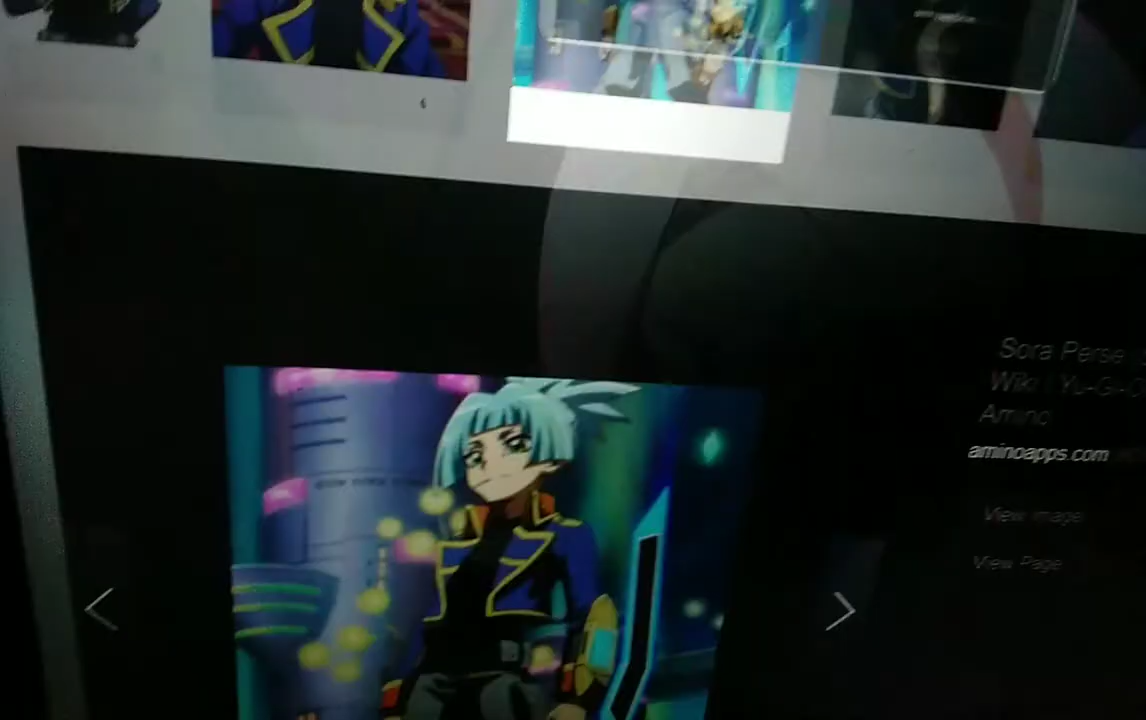 Sora Perse
Wiki | Yu-Gi-O
Amino
aminoapps.com
View Image
View Page